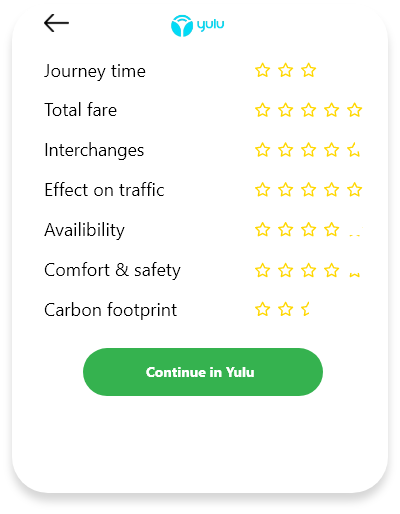 yulu
Journey time
Total fare
Interchanges
Effect on traffic
Availibility
Comfort & safety
Carbon footprint
Continue in Yulu